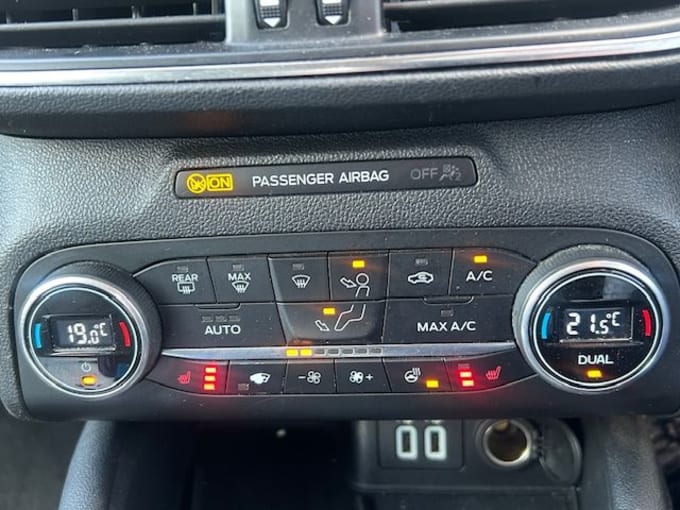 ON PASSENGER AIRBAG OFF
REAR MAX A/C
AUTO MAX A/C
19.0°C 21.5°C
DUAL
- +